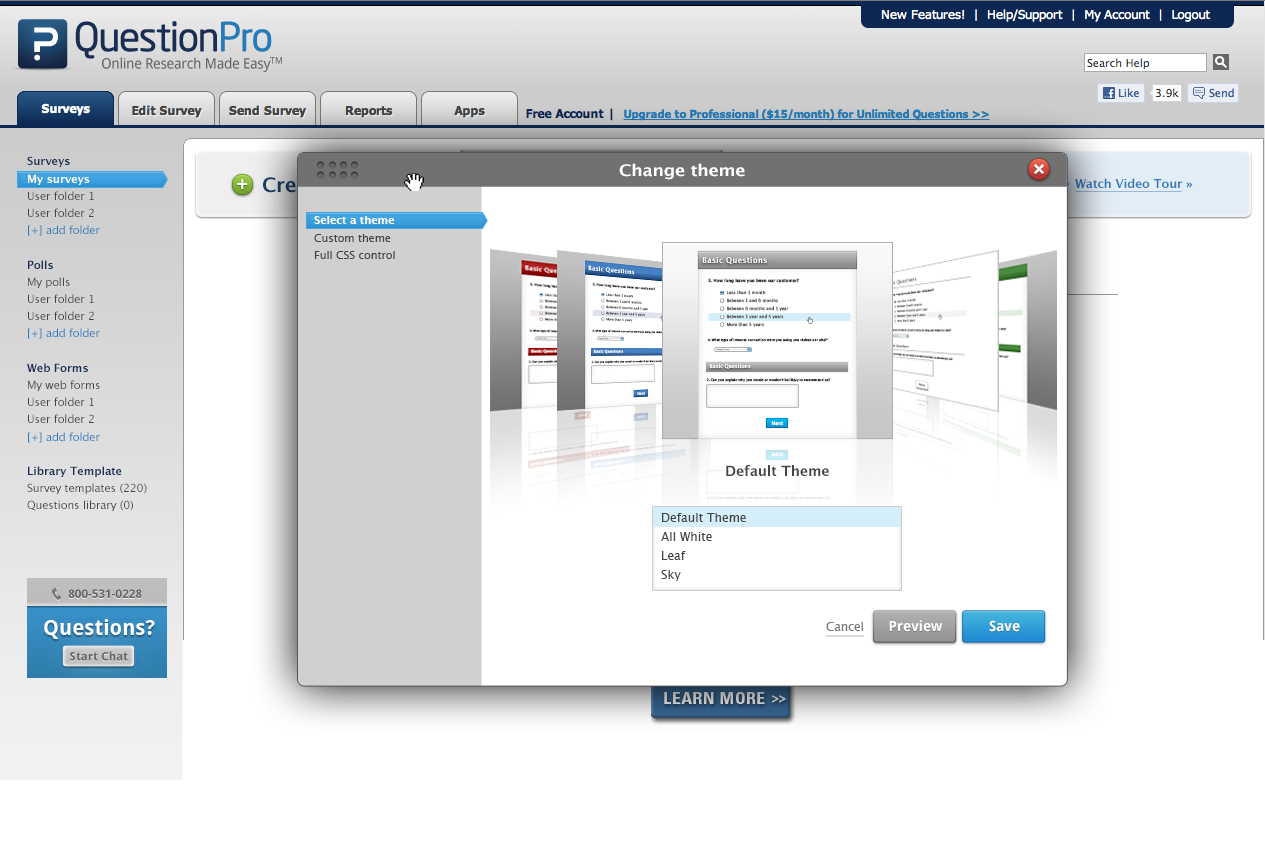 New Features! | Help/Support | My Account | Logout
?
QuestionPro
Online Research Made Easy™
Search Help
Like 3.9k Send
Surveys
Edit Survey
Send Survey
Reports
Apps
Free Account | Upgrade to Professional ($15/month) for Unlimited Questions >>
Surveys
My surveys
User folder 1
User folder 2
[+] add folder
Polls
My polls
User folder 1
User folder 2
[+] add folder
Web Forms
My web forms
User folder 1
User folder 2
[+] add folder
Library Template
Survey templates (220)
Questions library (0)
800-531-0228
Questions?
Start Chat
Cre
Watch Video Tour »
Change theme
Select a theme
Custom theme
Full CSS control
Basic Que
Basic Questions
Basic Questions
Basic Questions
3. How long have you been our customer?
Less than 1 month
Between 1 and 6 months
Between 6 months and 1 year
Between 1 year and 5 years
More than 5 years
4. What type of internet connection were you using you visited our site?
Basic Questions
2. Can you explain why you would or wouldn't be likely to recommend us?
Next
Default Theme
Default Theme
All White
Leaf
Sky
Cancel
Preview
Save
LEARN MORE >>